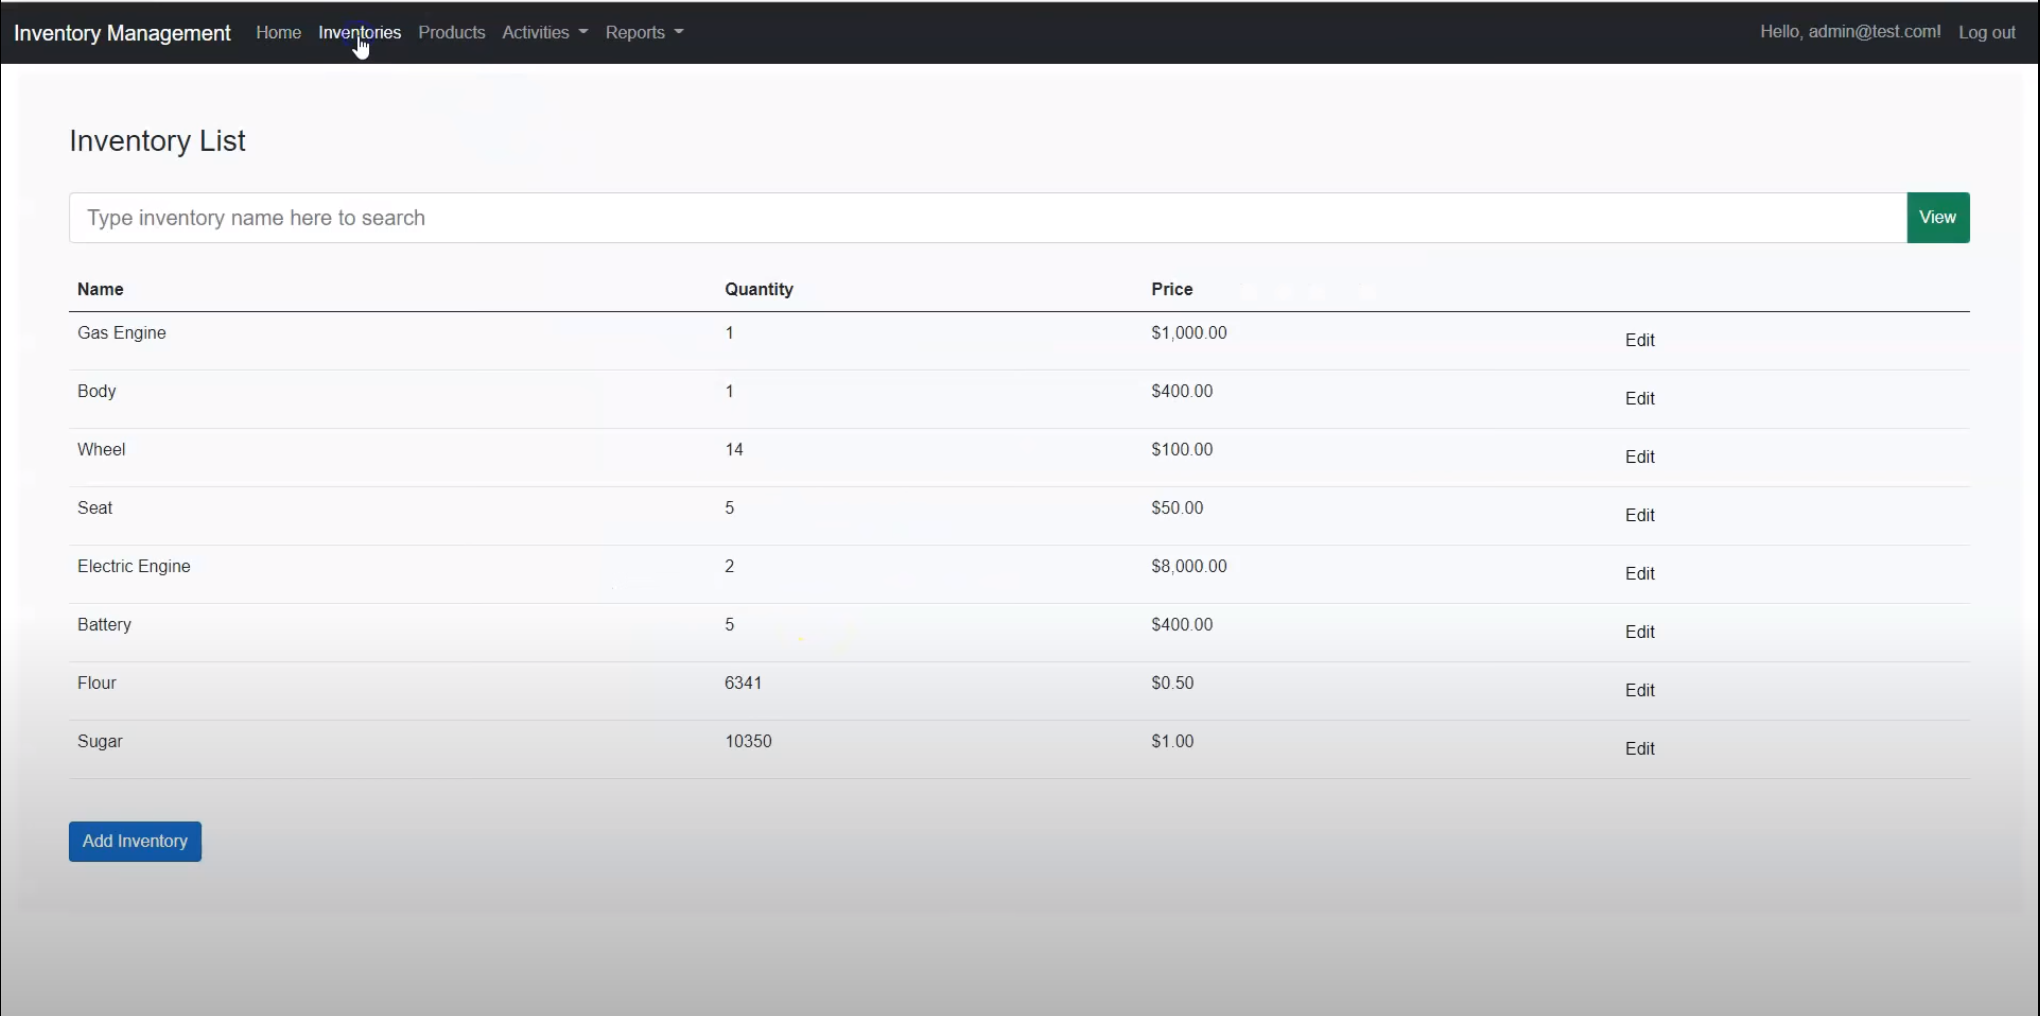 Inventory Management Home Inventories Products Activities Reports Hello, admin@test.com! Log out
Inventory List
Type inventory name here to search View
Name Quantity Price
Gas Engine 1 $1,000.00 Edit
Body 1 $400.00 Edit
Wheel 14 $100.00 Edit
Seat 5 $50.00 Edit
Electric Engine 2 $8,000.00 Edit
Battery 5 $400.00 Edit
Flour 6341 $0.50 Edit
Sugar 10350 $1.00 Edit
Add Inventory